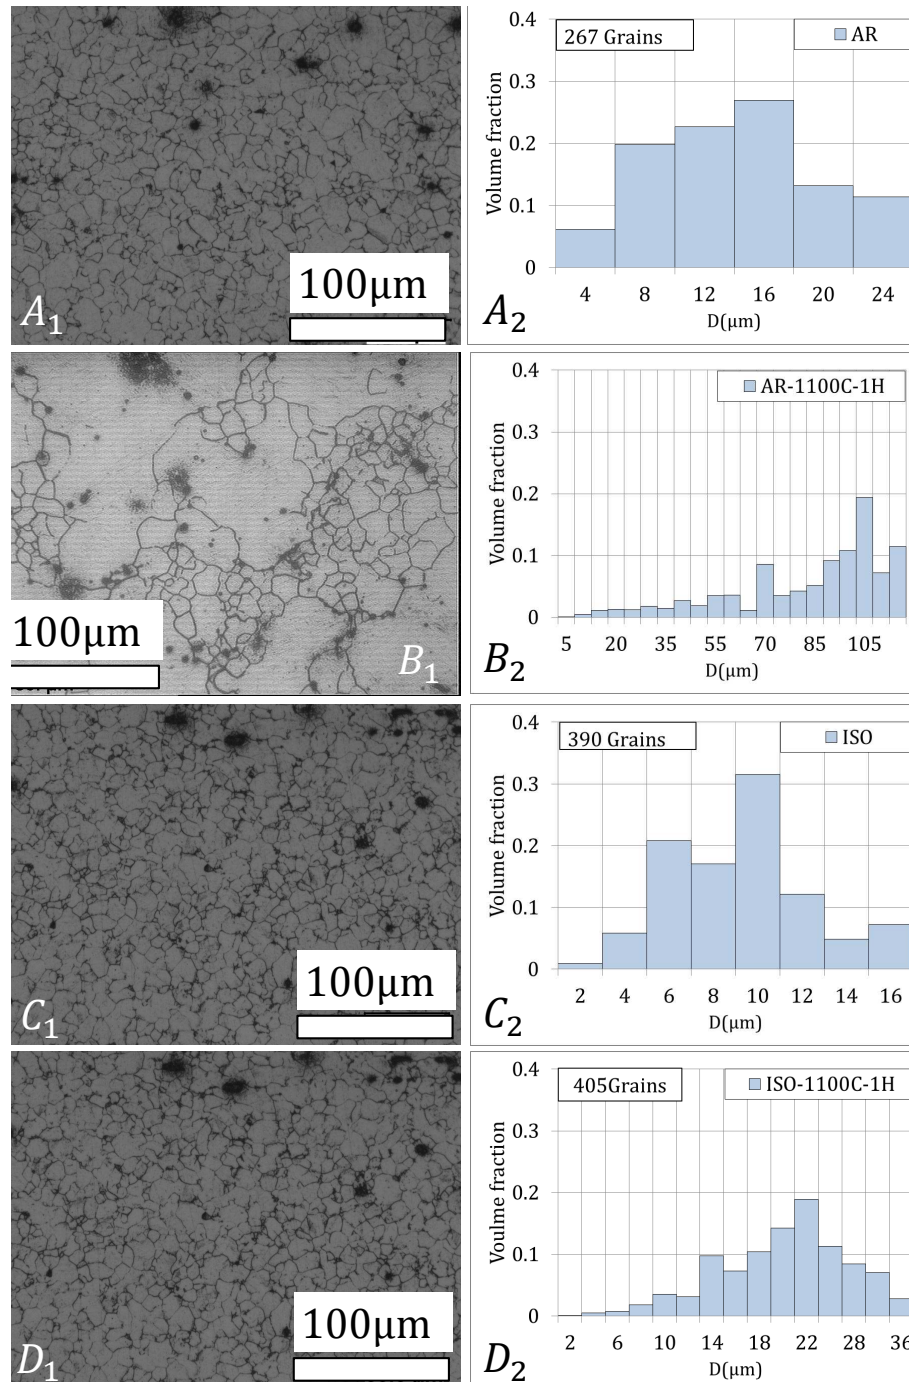 100μm
A1
267 Grains
AR
Volume fraction
0.4
0.3
0.2
0.1
0
4 8 12 16 20 24
D(μm)
A2
100μm
B1
AR-1100C-1H
Volume fraction
0.4
0.3
0.2
0.1
0
5 20 35 55 70 85 105
D(μm)
B2
100μm
C1
390 Grains
ISO
Volume fraction
0.4
0.3
0.2
0.1
0
2 4 6 8 10 12 14 16
D(μm)
C2
100μm
D1
405Grains
ISO-1100C-1H
Voulme fraction
0.4
0.3
0.2
0.1
0
2 6 10 14 18 22 28 36
D(μm)
D2